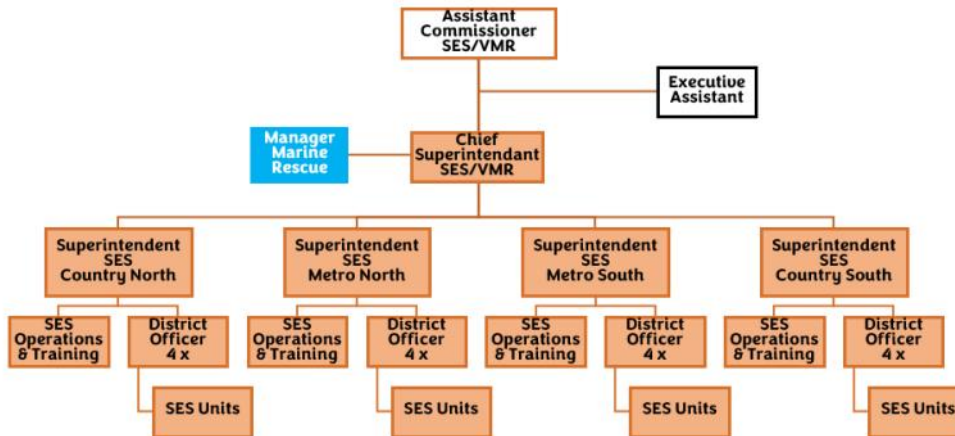 Assistant
Commissioner
SES/VMR
Executive
Assistant
Manager
Marine
Rescue
Chief
Superintendant
SES/VMR
Superintendent
SES
Country North
Superintendent
SES
Metro North
Superintendent
SES
Metro South
Superintendent
SES
Country South
SES
Operations
& Training
District
Officer
4 x
SES
Operations
& Training
District
Officer
4 x
SES
Operations
& Training
District
Officer
4 x
SES
Operations
& Training
District
Officer
4 x
SES Units
SES Units
SES Units
SES Units